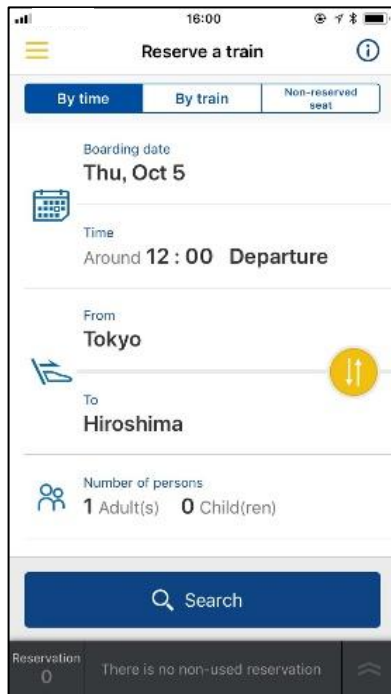 16:00
Reserve a train
By time
By train
Non-reserved
seat
Boarding date
Thu, Oct 5
Time
Around 12 : 00 Departure
From
Tokyo
To
Hiroshima
Number of persons
1 Adult(s) 0 Child(ren)
Search
Reservation
0
There is no non-used reservation